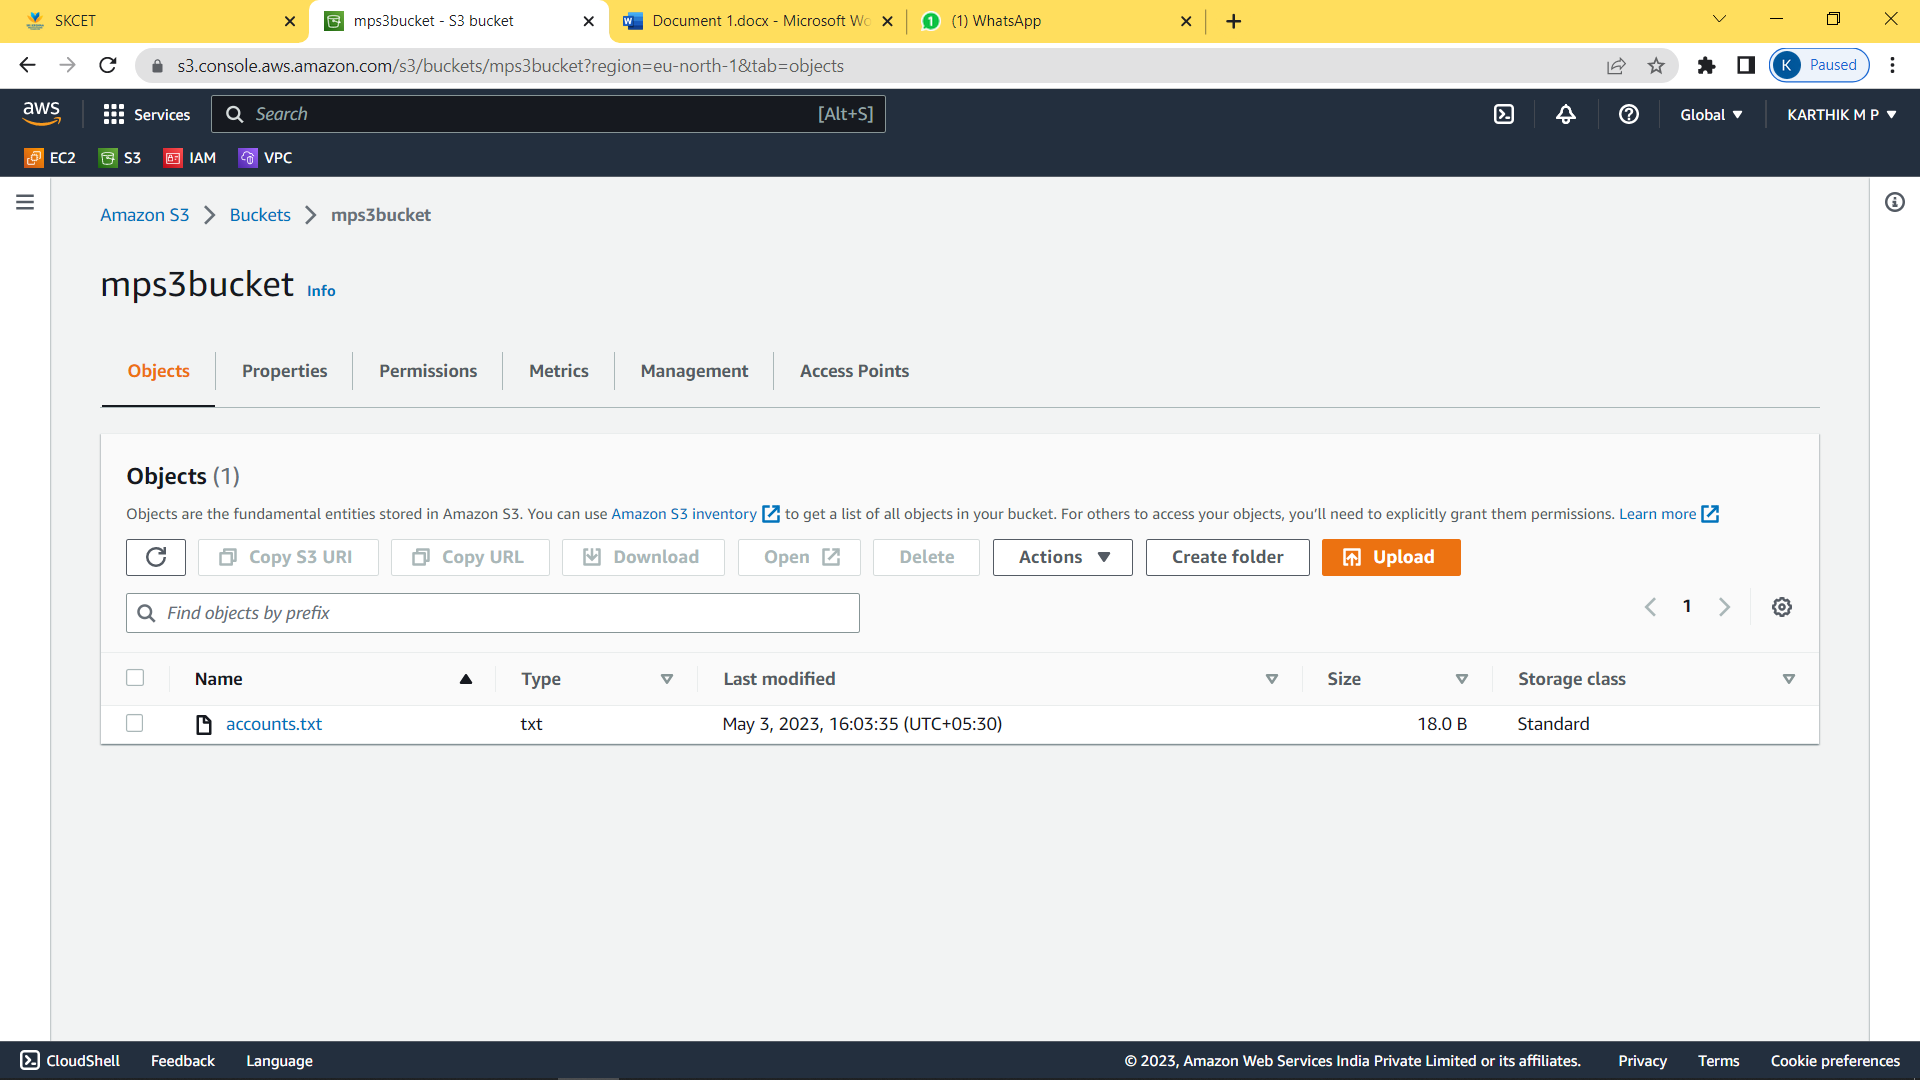 SKCET
mps3bucket - S3 bucket
Document 1.docx - Microsoft Wo
(1) WhatsApp
s3.console.aws.amazon.com/s3/buckets/mps3bucket?region=eu-north-1&tab=objects
K Paused
aws
Services
Search [Alt+S]
Global
KARTHIK M P
EC2
S3
IAM
VPC
Amazon S3 > Buckets > mps3bucket
mps3bucket Info
Objects
Properties
Permissions
Metrics
Management
Access Points
Objects (1)
Objects are the fundamental entities stored in Amazon S3. You can use Amazon S3 inventory to get a list of all objects in your bucket. For others to access your objects, you'll need to explicitly grant them permissions. Learn more
Copy S3 URI
Copy URL
Download
Open
Delete
Actions
Create folder
Upload
Find objects by prefix
1
Name Type Last modified Size Storage class
accounts.txt txt May 3, 2023, 16:03:35 (UTC+05:30) 18.0 B Standard
CloudShell Feedback Language
© 2023, Amazon Web Services India Private Limited or its affiliates. Privacy Terms Cookie preferences